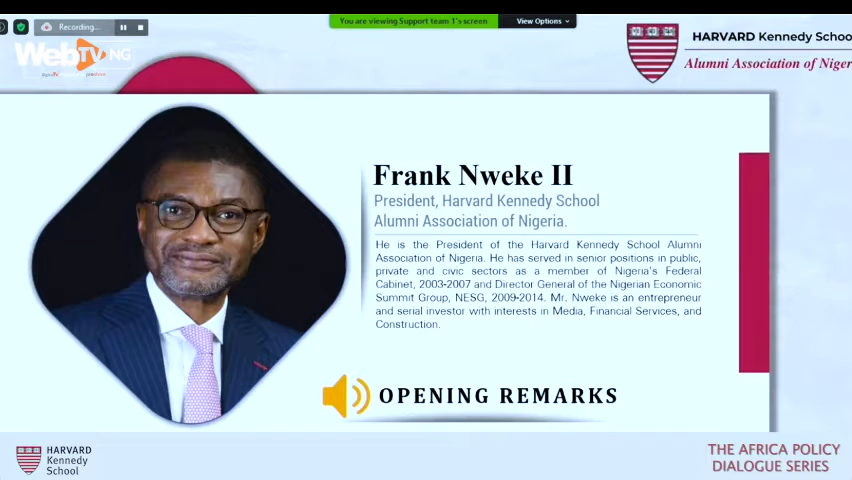 Recording...
You are viewing Support team 1's screen
View Options
WebTV NG
HARVARD Kennedy Schoo
Alumni Association of Niger
Frank Nweke II
President, Harvard Kennedy School
Alumni Association of Nigeria.
He is the President of the Harvard Kennedy School Alumni
Association of Nigeria. He has served in senior positions in public,
private and civic sectors as a member of Nigeria's Federal
Cabinet, 2003-2007 and Director General of the Nigerian Economic
Summit Group, NESG, 2009-2014. Mr. Nweke is an entrepreneur
and serial investor with interests in Media, Financial Services, and
Construction.
OPENING REMARKS
HARVARD
Kennedy
School
THE AFRICA POLICY
DIALOGUE SERIES